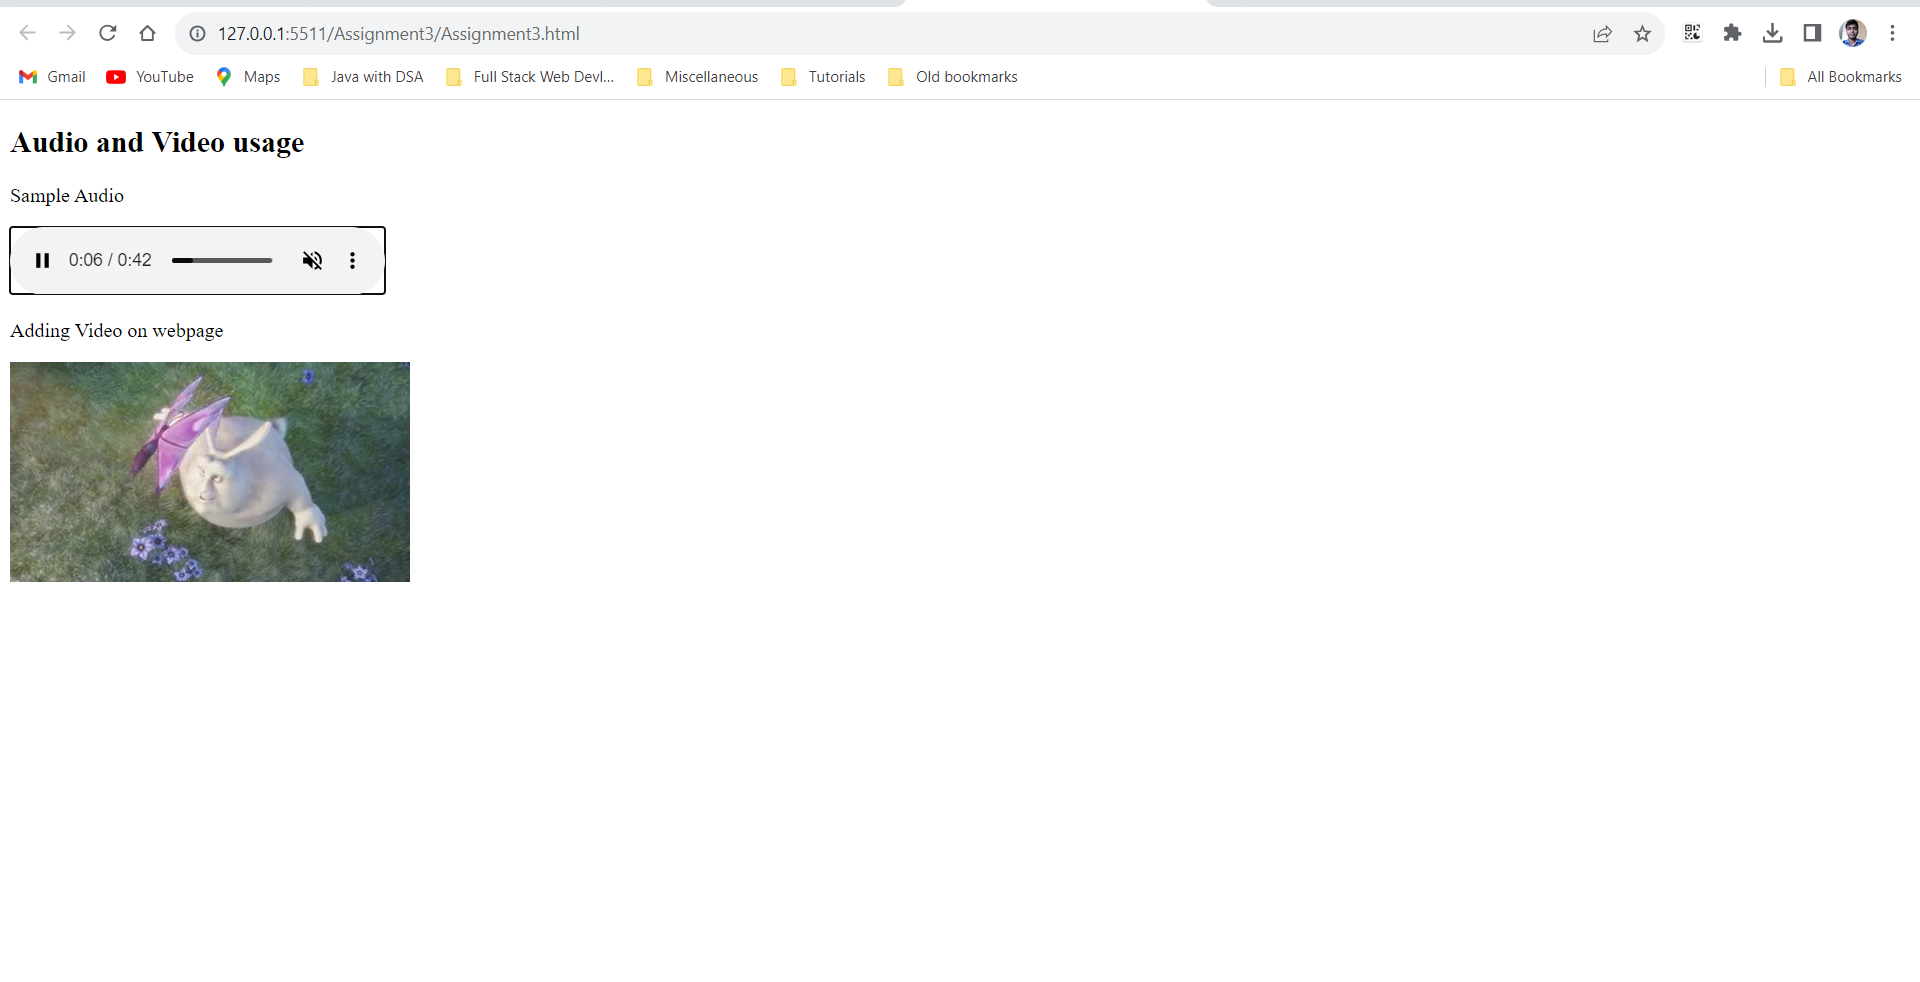 127.0.0.1:5511/Assignment3/Assignment3.html
Gmail YouTube Maps Java with DSA Full Stack Web Devl... Miscellaneous Tutorials Old bookmarks All Bookmarks
Audio and Video usage
Sample Audio
0:06 / 0:42
Adding Video on webpage